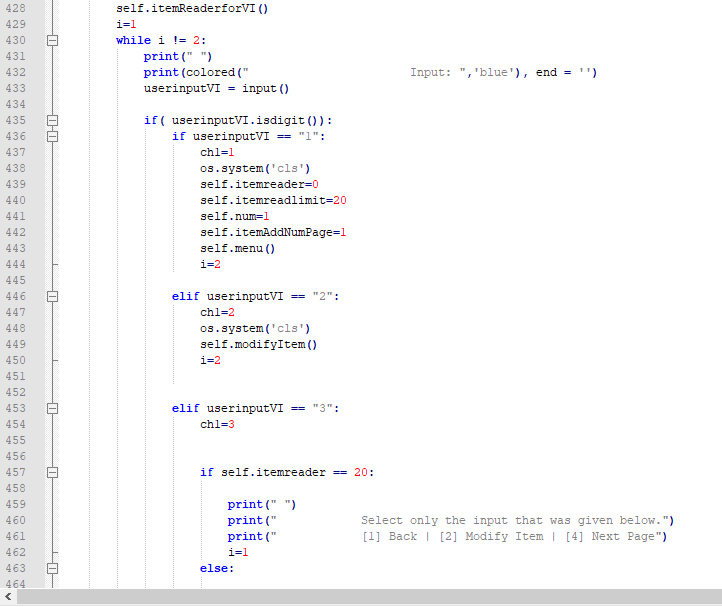 428 self.itemReaderforVI()
429 i=1
430 while i != 2:
431 print(" ")
432 print(colored(" Input: ",'blue'), end = '')
433 userinputVI = input()
434
435 if( userinputVI.isdigit()):
436 if userinputVI == "1":
437 ch1=1
438 os.system('cls')
439 self.itemreader=0
440 self.itemreadlimit=20
441 self.num=1
442 self.itemAddNumPage=1
443 self.menu()
444 i=2
445
446 elif userinputVI == "2":
447 ch1=2
448 os.system('cls')
449 self.modifyItem()
450 i=2
451
452
453 elif userinputVI == "3":
454 ch1=3
455
456
457 if self.itemreader == 20:
458
459 print(" ")
460 print(" Select only the input that was given below.")
461 print(" [1] Back | [2] Modify Item | [4] Next Page")
462 i=1
463 else:
464